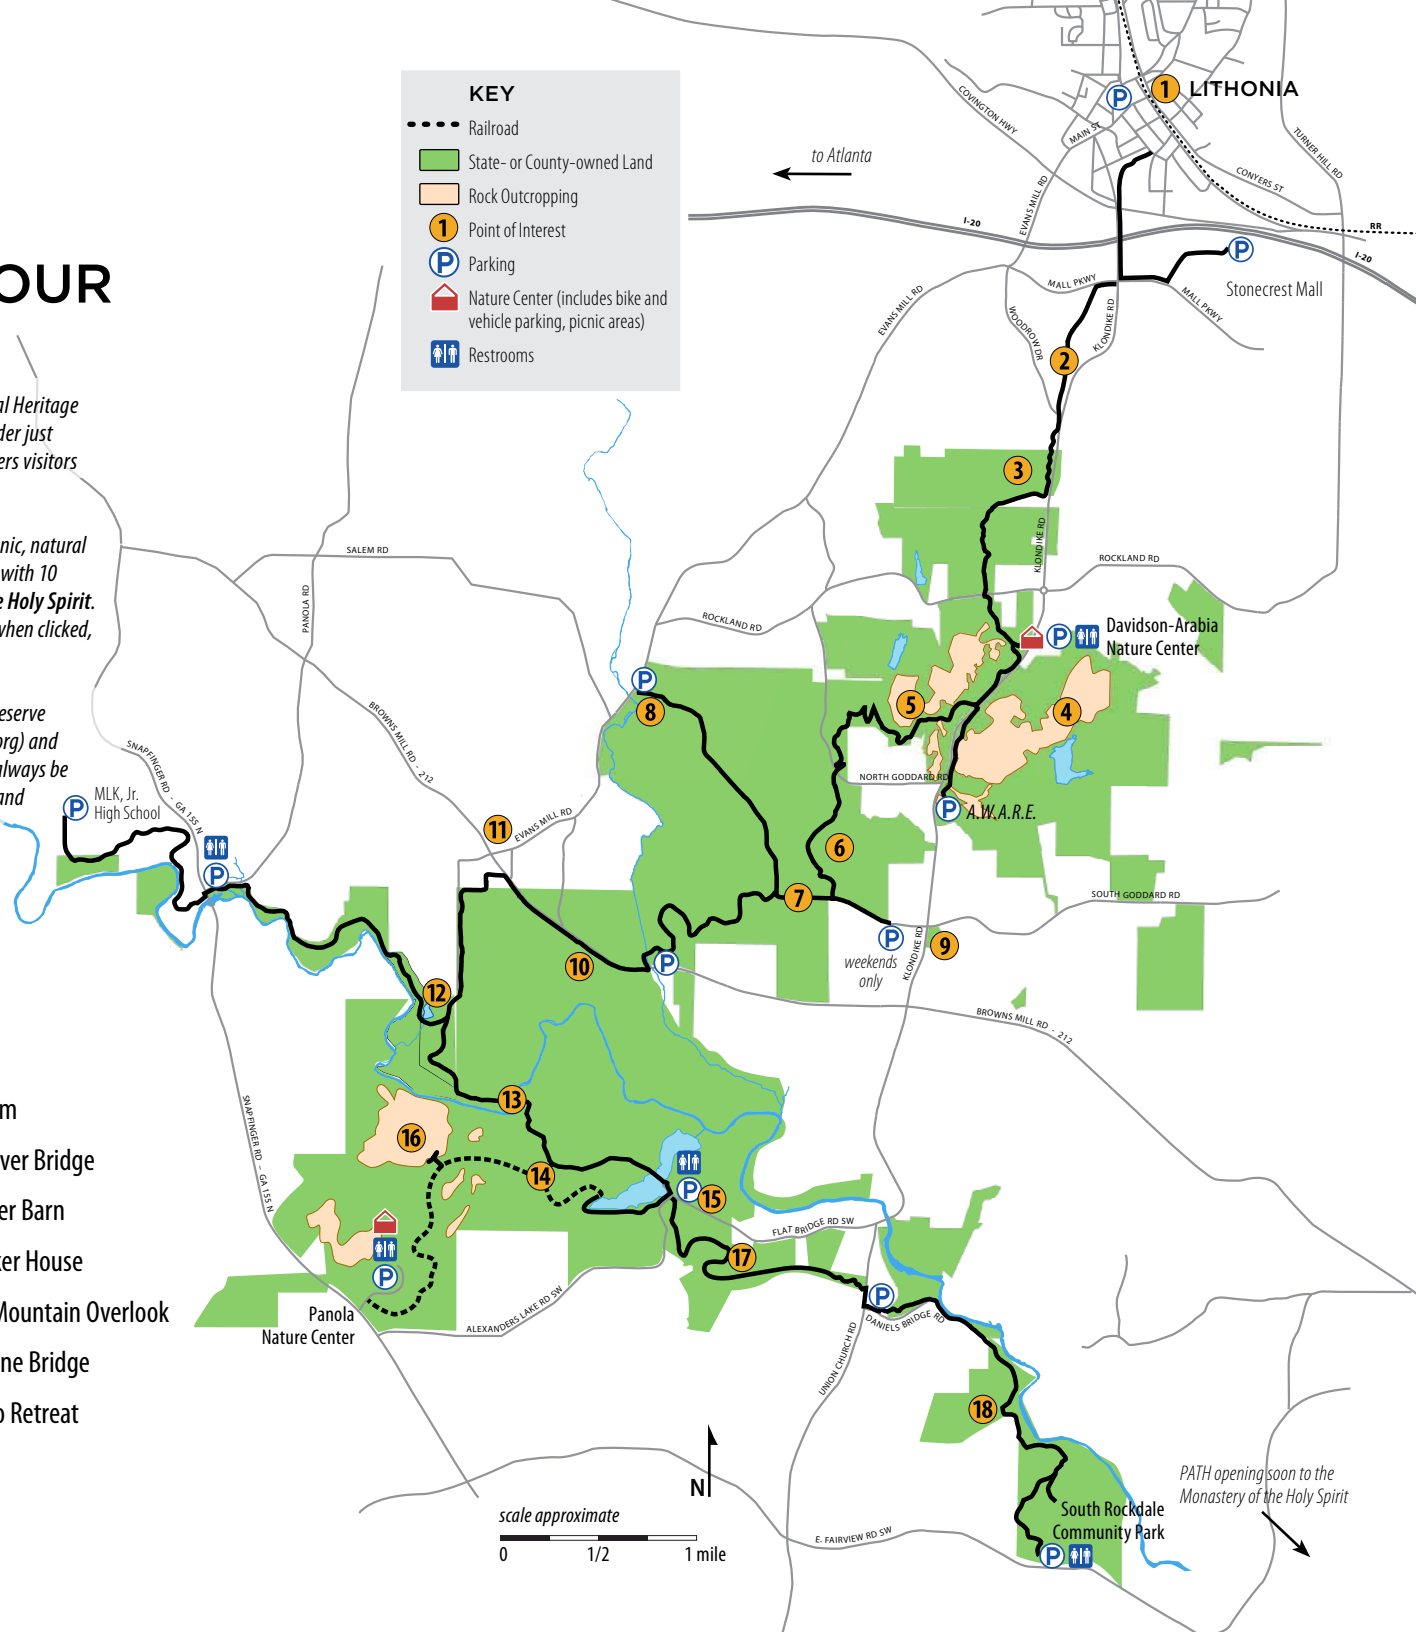 OUR
al Heritage
der just
ers visitors
nic, natural
with 10
e Holy Spirit.
when clicked,
eserve
org) and
always be
and
m
ver Bridge
er Barn
ker House
Mountain Overlook
ne Bridge
o Retreat
KEY
Railroad
State- or County-owned Land
Rock Outcropping
1 Point of Interest
P Parking
Nature Center (includes bike and
vehicle parking, picnic areas)
Restrooms
to Atlanta
P
1 LITHONIA
COVINGTON HWY
MAIN ST
TURNER HILL RD
CONYERS ST
EVANS MILL RD
I-20
RR
I-20
P
Stonecrest Mall
MALL PKWY
MALL PKWY
EVANS MILL RD
WOODROW DR
KLONDIKE RD
2
3
KLONDIKE RD
ROCKLAND RD
SALEM RD
PANOLA RD
ROCKLAND RD
P
Davidson-Arabia
Nature Center
P
8
5
4
BROWNS MILL RD - 212
SNAPFINGER RD - GA 155 N
NORTH GODDARD RD
P
A.W.A.R.E.
P
MLK, Jr.
High School
P
11
EVANS MILL RD
6
7
SOUTH GODDARD RD
P
weekends
only
KLONDIKE RD
9
10
P
12
BROWNS MILL RD - 212
13
SNAPFINGER RD - GA 155 N
16
14
P
15
FLAT BRIDGE RD SW
17
P
P
Panola
Nature Center
ALEXANDERS LAKE RD SW
DANIELS BRIDGE RD
UNION CHURCH RD
18
N
scale approximate
0 1/2 1 mile
E. FAIRVIEW RD SW
PATH opening soon to the
Monastery of the Holy Spirit
South Rockdale
Community Park
P